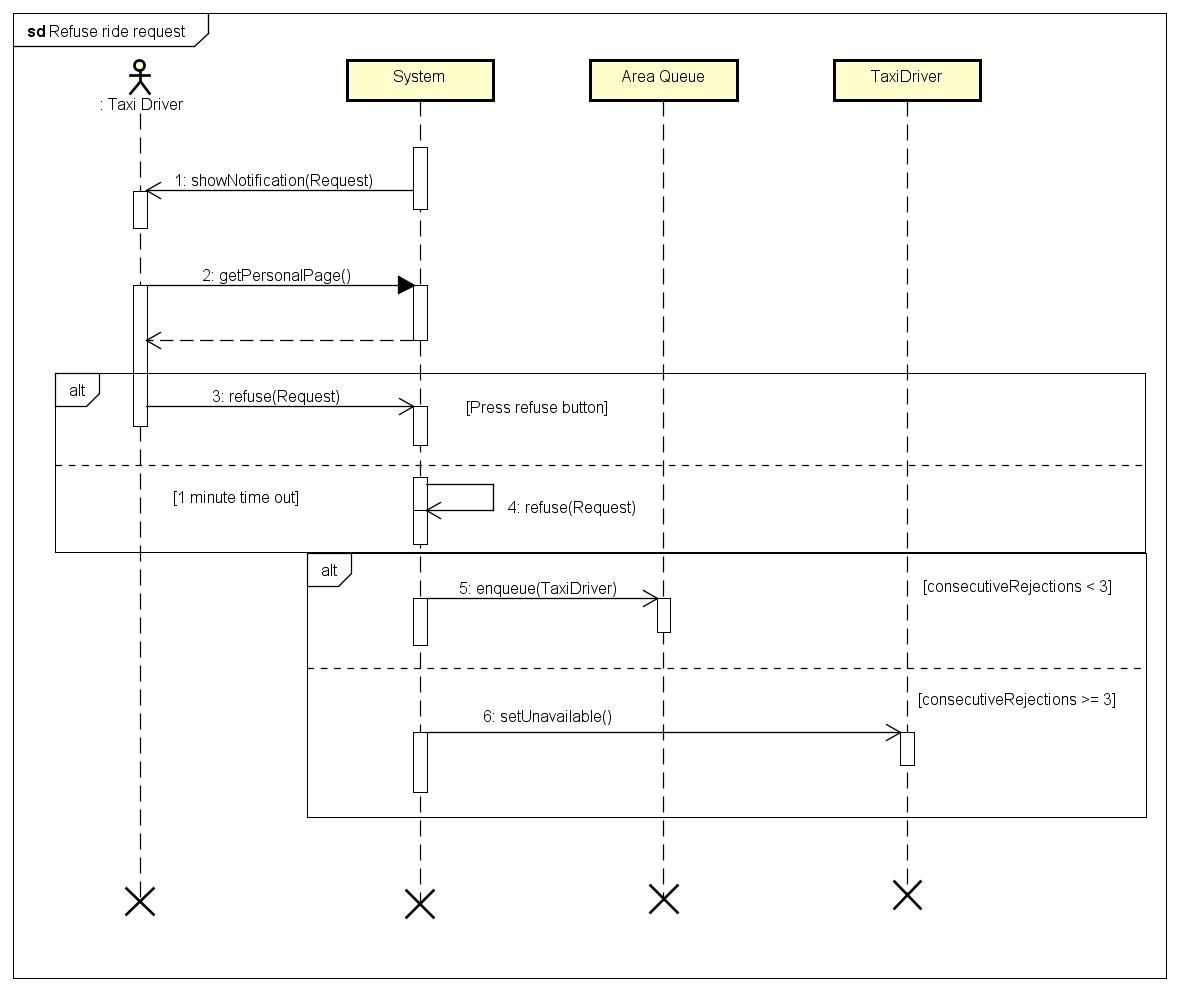 sd Refuse ride request
: Taxi Driver
System
Area Queue
TaxiDriver
1: showNotification(Request)
2: getPersonalPage()
alt
3: refuse(Request)
[Press refuse button]
[1 minute time out]
4: refuse(Request)
alt
5: enqueue(TaxiDriver)
[consecutiveRejections < 3]
[consecutiveRejections >= 3]
6: setUnavailable()